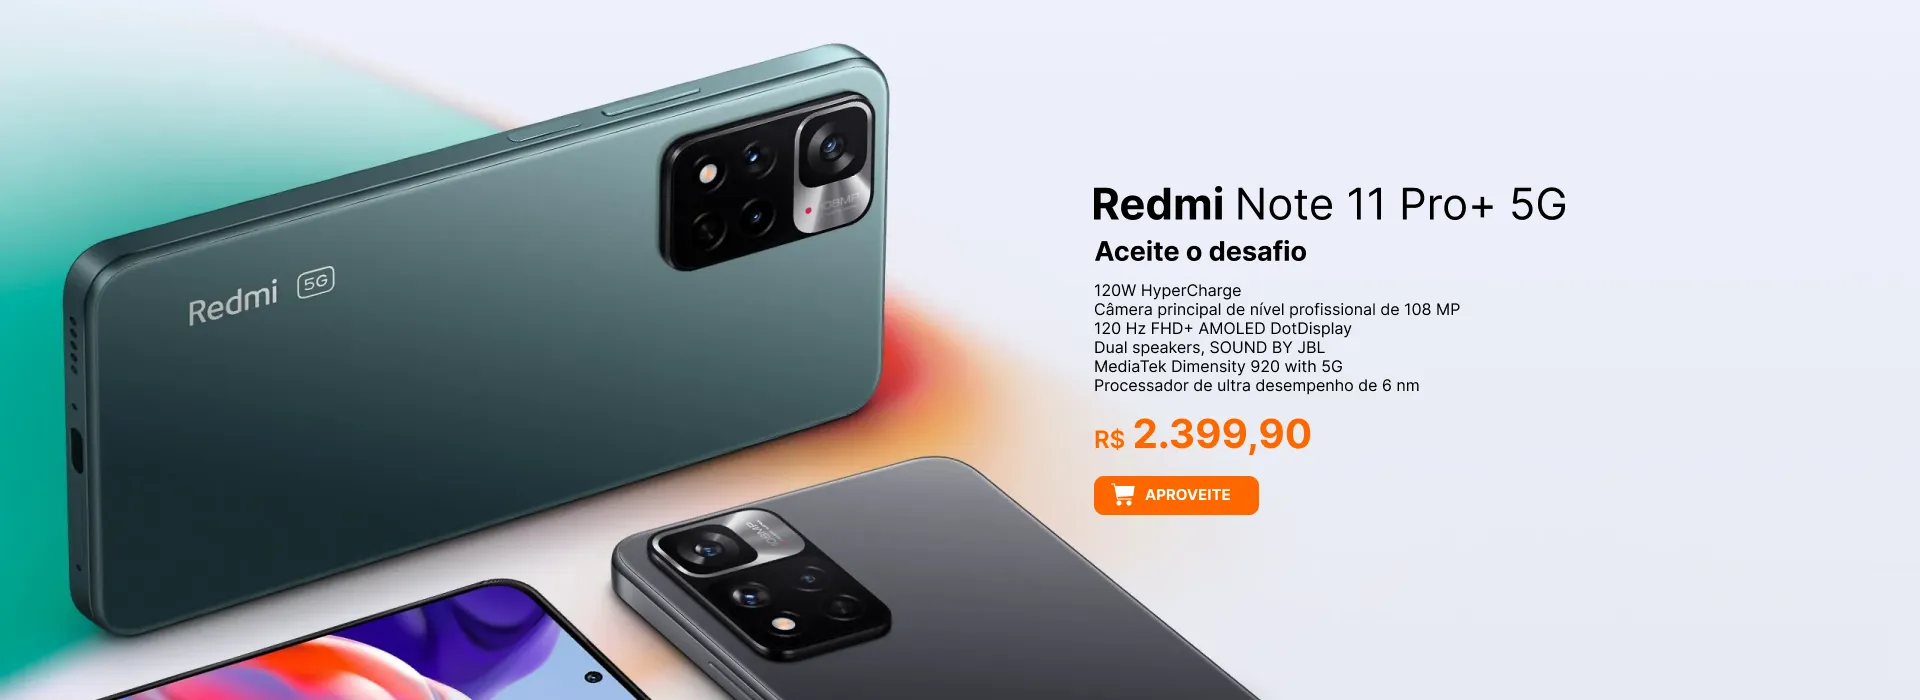 Redmi 5G
Redmi Note 11 Pro+ 5G
Aceite o desafio
120W HyperCharge
Câmera principal de nível profissional de 108 MP
120 Hz FHD+ AMOLED DotDisplay
Dual speakers, SOUND BY JBL
MediaTek Dimensity 920 with 5G
Processador de ultra desempenho de 6 nm
R$ 2.399,90
APROVEITE